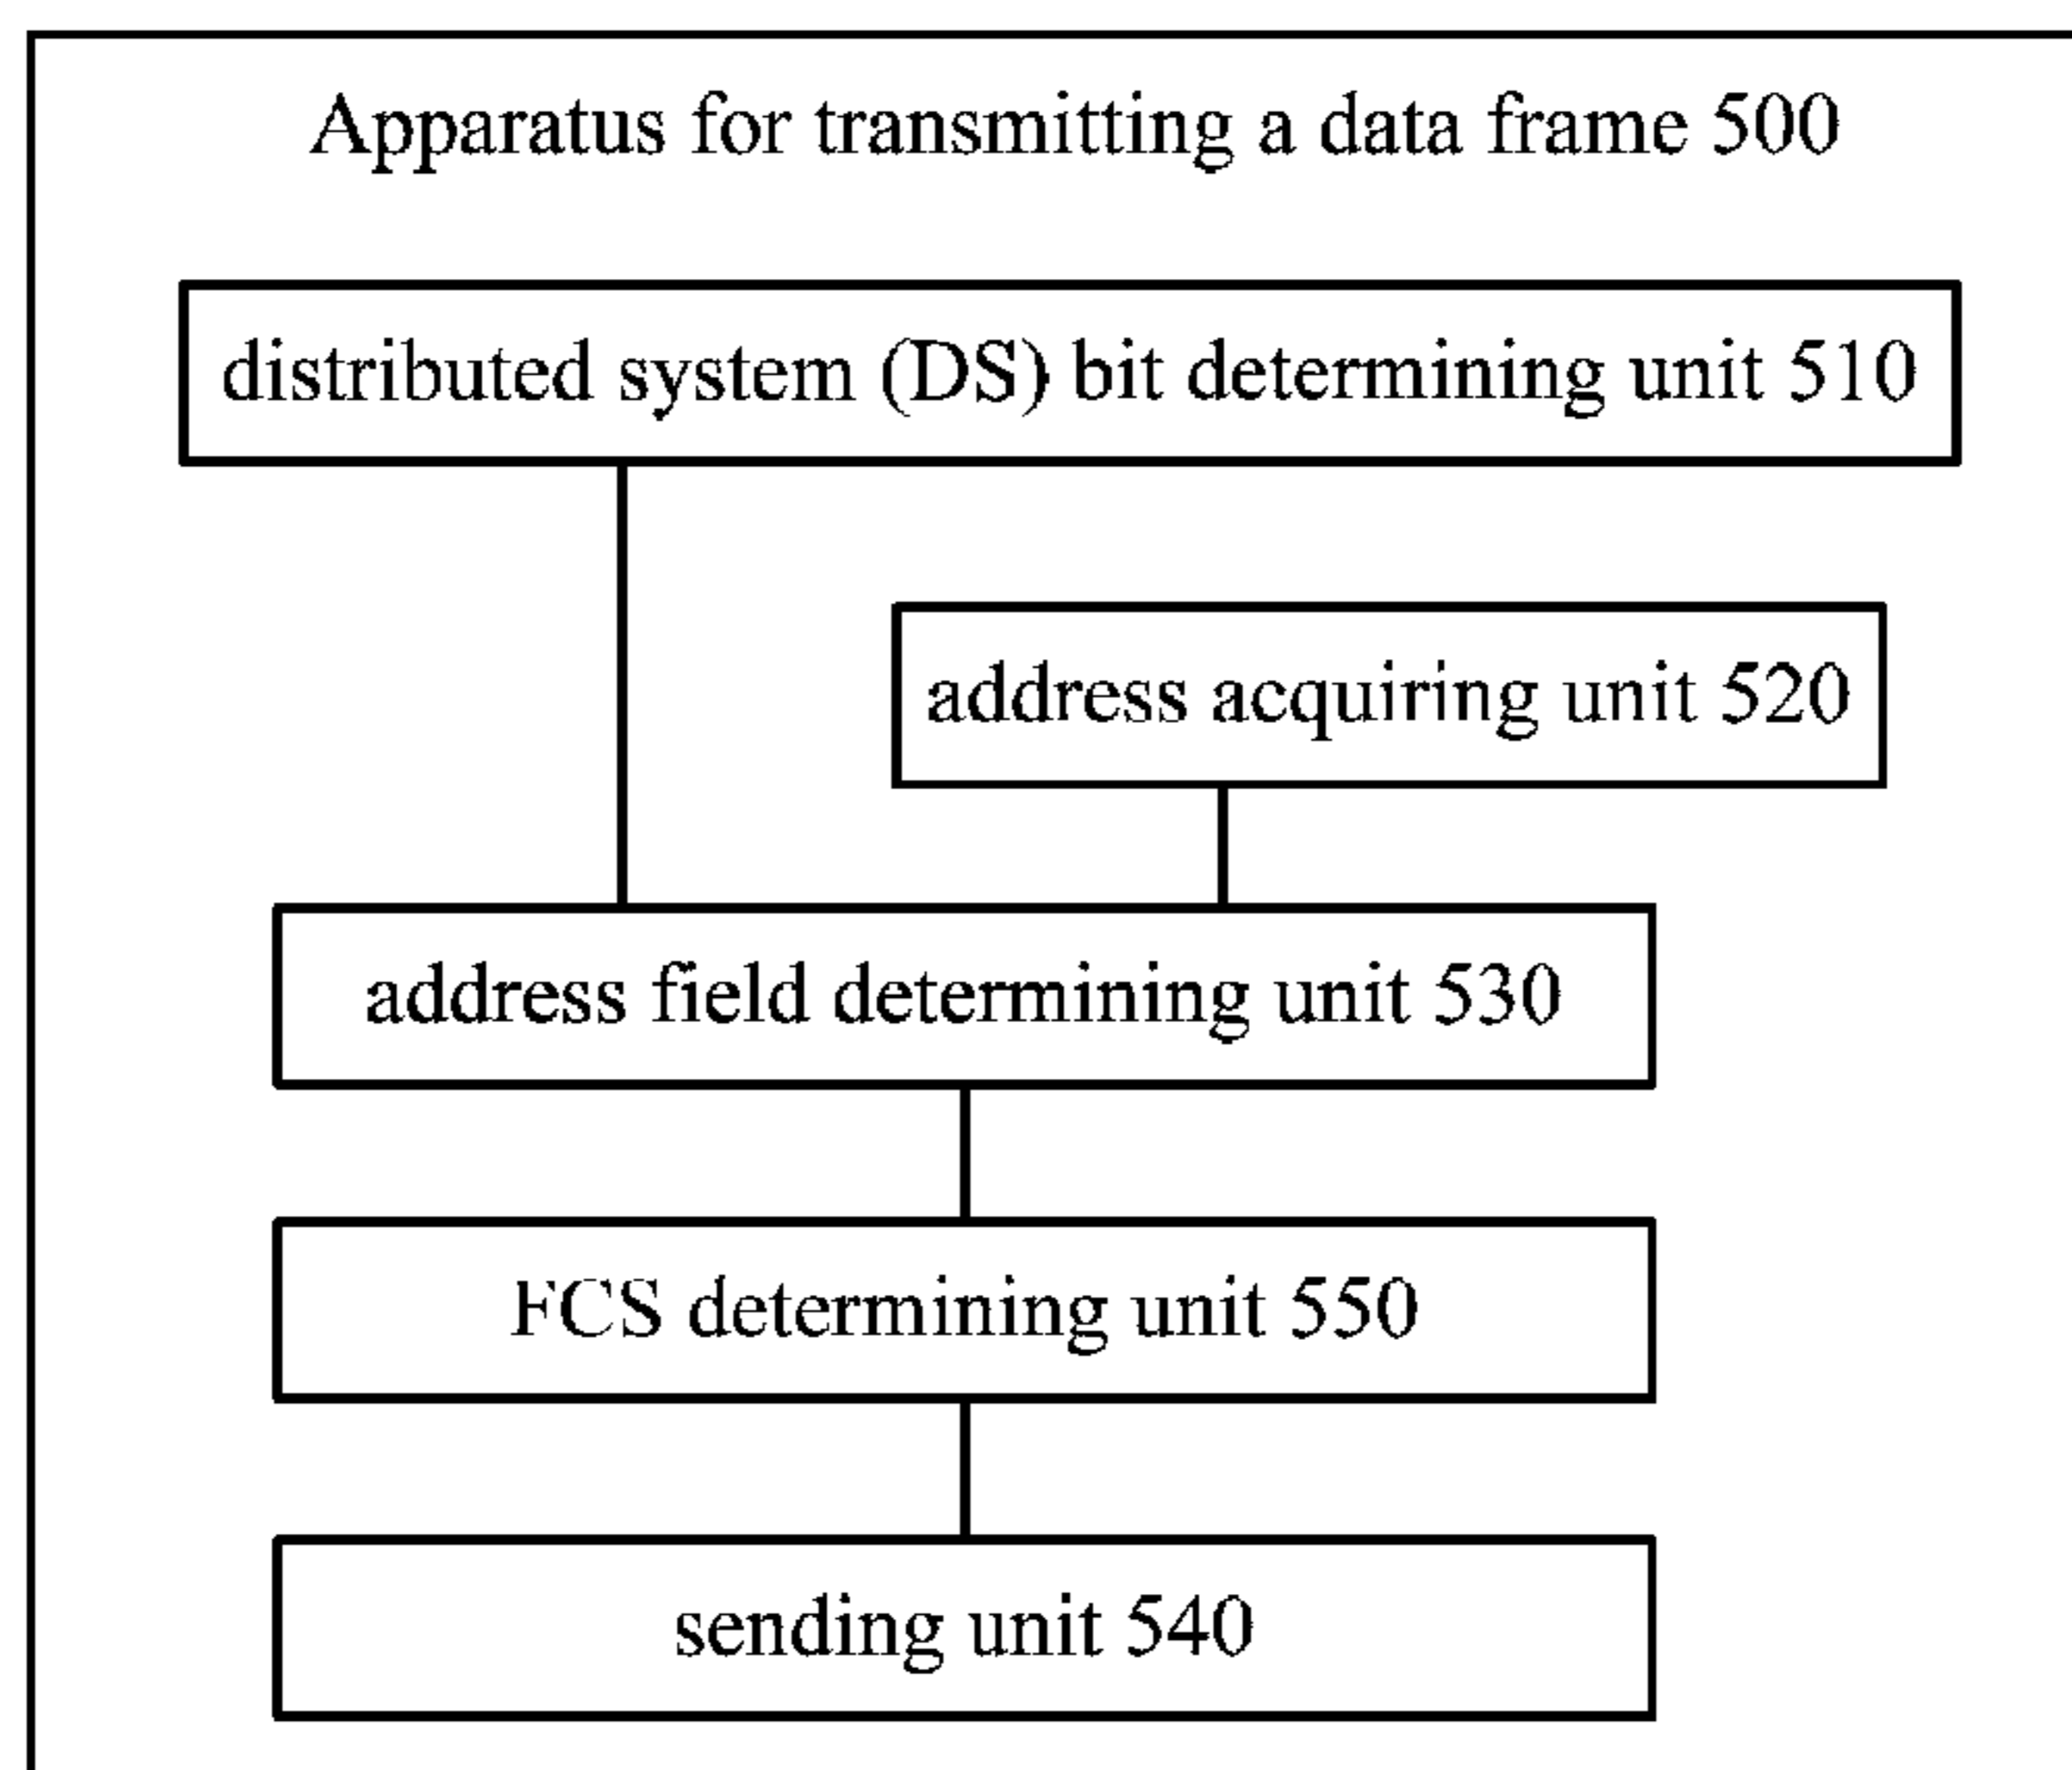 Apparatus for transmitting a data frame 500
distributed system (DS) bit determining unit 510
address acquiring unit 520
address field determining unit 530
FCS determining unit 550
sending unit 540